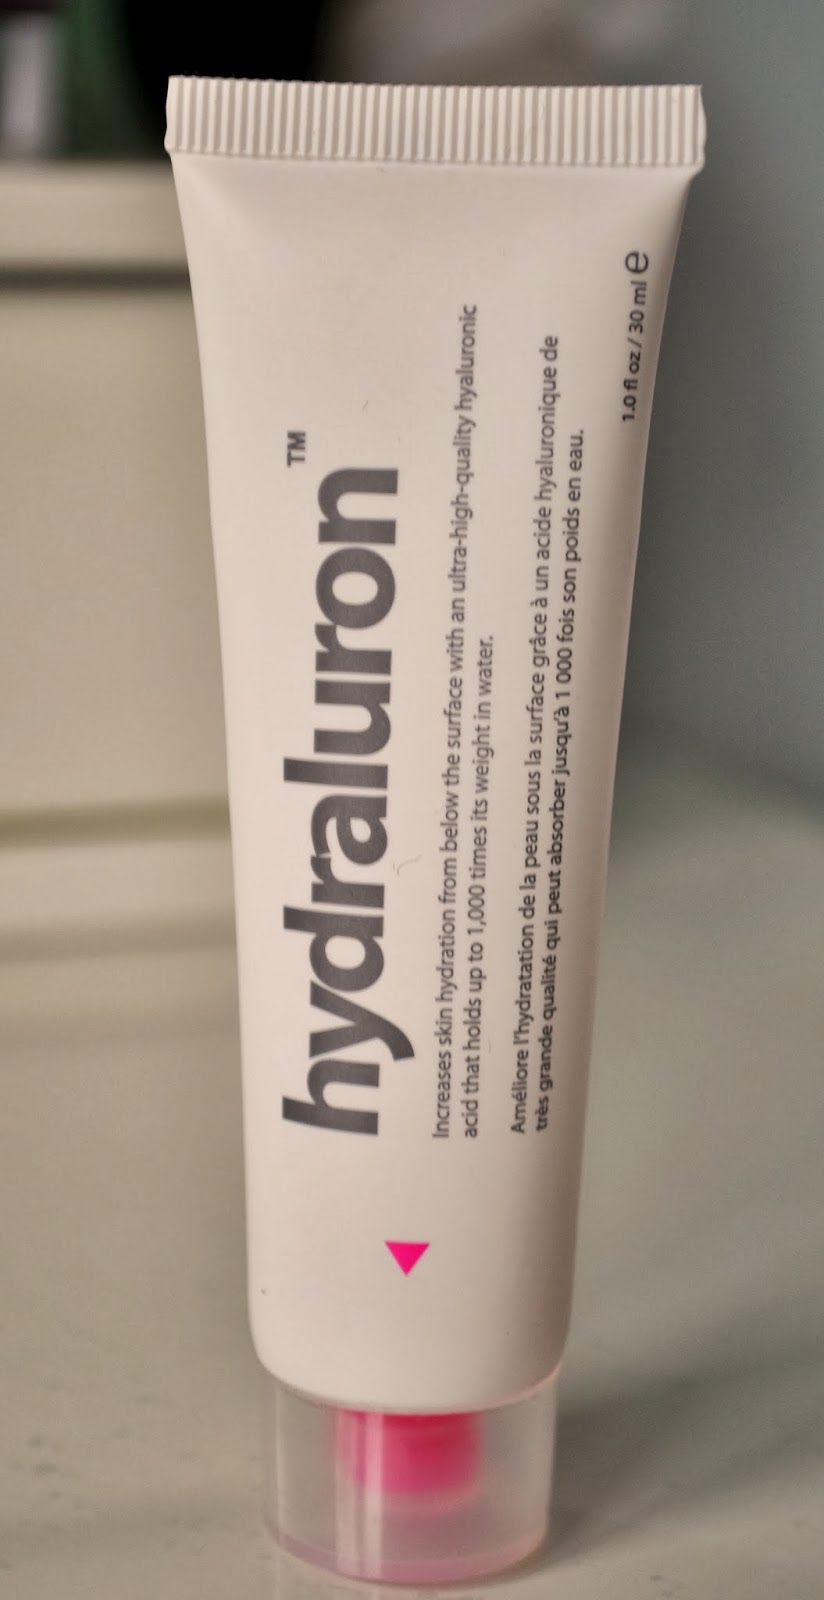 hydraluron™
Increases skin hydration from below the surface with an ultra-high-quality hyaluronic
acid that holds up to 1,000 times its weight in water.
Améliore l'hydratation de la peau sous la surface grâce à un acide hyaluronique de
très grande qualité qui peut absorber jusqu'à 1 000 fois son poids en eau.
1.0 fl oz / 30 ml ℮